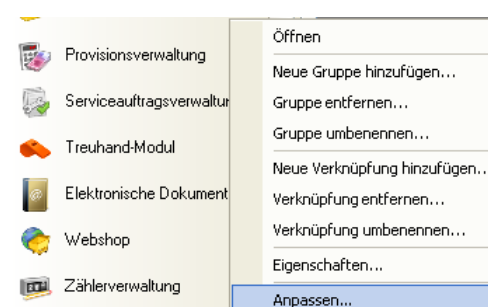 Provisionsverwaltung
Serviceauftragsverwaltur
Treuhand-Modul
Elektronische Dokument
Webshop
Zählerverwaltung
Öffnen
Neue Gruppe hinzufügen...
Gruppe entfernen...
Gruppe umbenennen...
Neue Verknüpfung hinzufügen..
Verknüpfung entfernen...
Verknüpfung umbenennen...
Eigenschaften...
Anpassen...